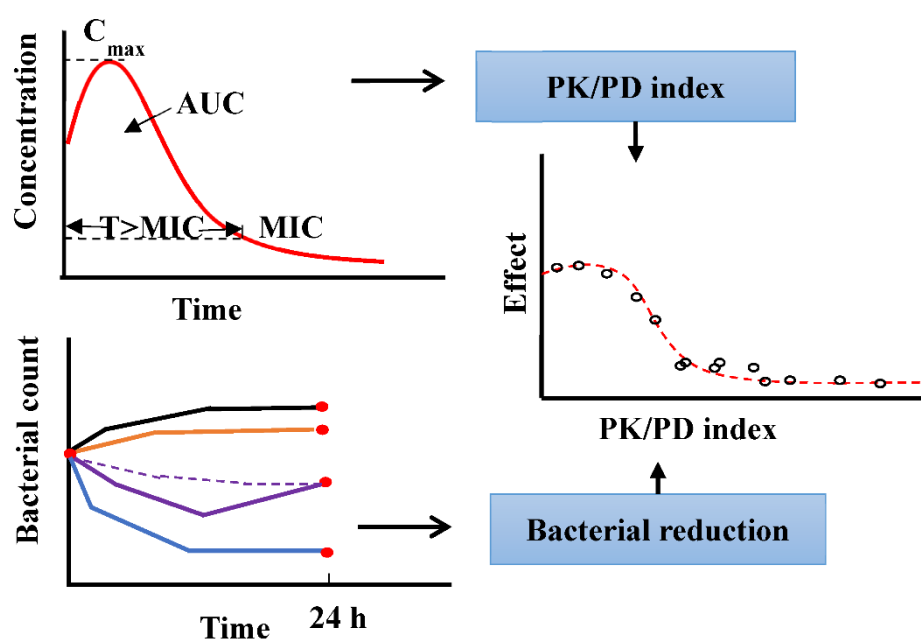 Cmax
Concentration
AUC
T>MIC
MIC
Time
PK/PD index
Effect
PK/PD index
Bacterial count
Time
24 h
Bacterial reduction